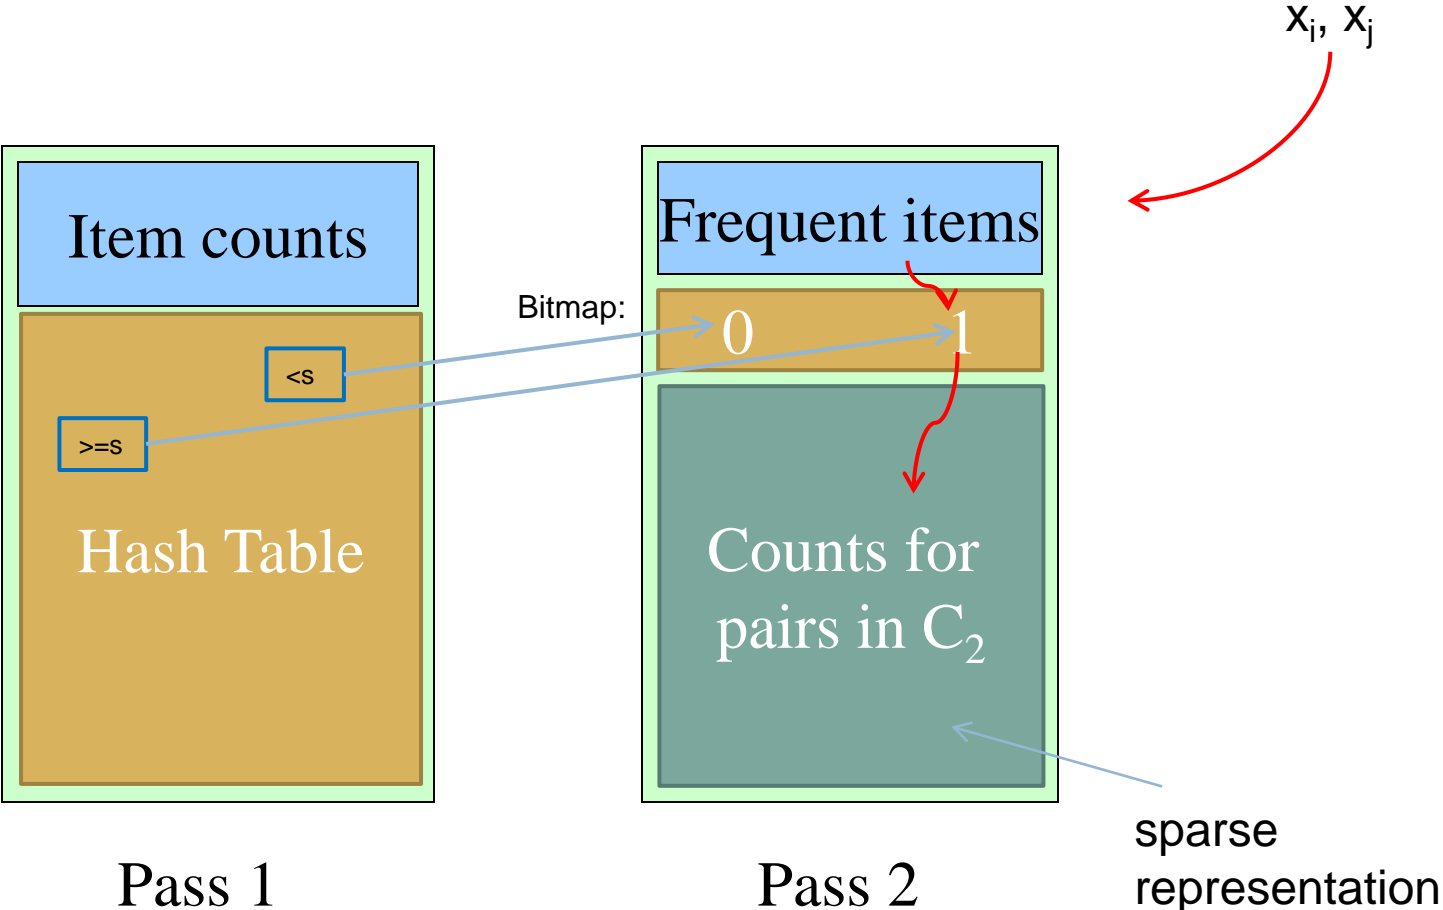 xᵢ, xⱼ
Item counts
Frequent items
Bitmap:
0 1
<s
>=s
Hash Table
Counts for
pairs in C₂
sparse
representation
Pass 1
Pass 2